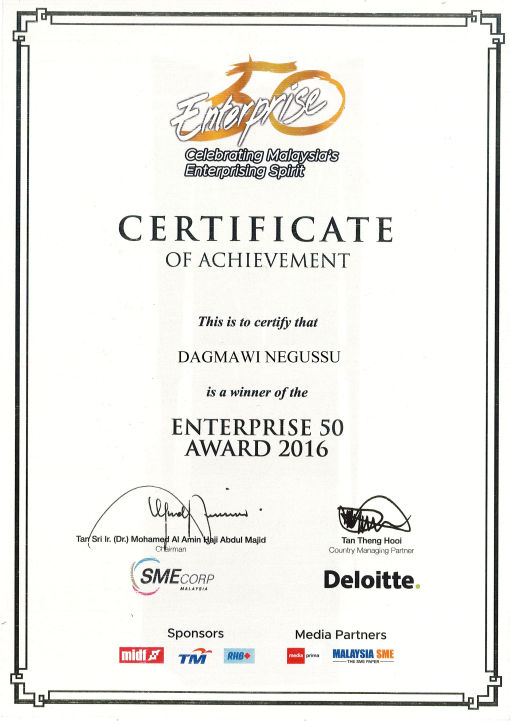 50
Enterprise
Celebrating Malaysia's
Enterprising Spirit
CERTIFICATE
OF ACHIEVEMENT
This is to certify that
DAGMAWI NEGUSSU
is a winner of the
ENTERPRISE 50
AWARD 2016
Tan Sri Ir. (Dr.) Mohamed Al Amin Haji Abdul Majid
Chairman
Tan Theng Hooi
Country Managing Partner
SMECORP
MALAYSIA
Deloitte.
Sponsors
Media Partners
midf
TM
RHB
media prima
MALAYSIA SME
THE SME PAPER